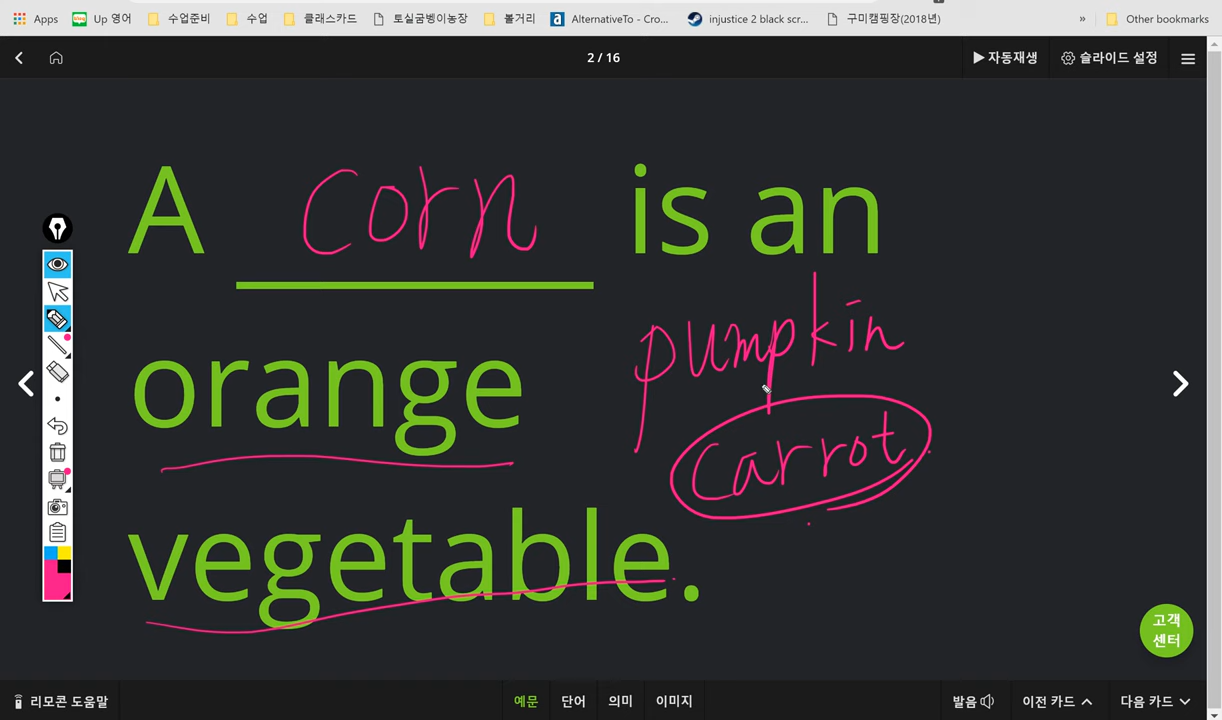 Apps Up 영어 수업준비 수업 클래스카드 토실굼벵이농장 볼거리 AlternativeTo - Cro... injustice 2 black scr... 구미캠핑장(2018년) » Other bookmarks
2 / 16 자동재생 슬라이드 설정
A corn is an
pumpkin
orange
carrot
vegetable.
고객
센터
리모콘 도움말 예문 단어 의미 이미지 발음 이전 카드 다음 카드